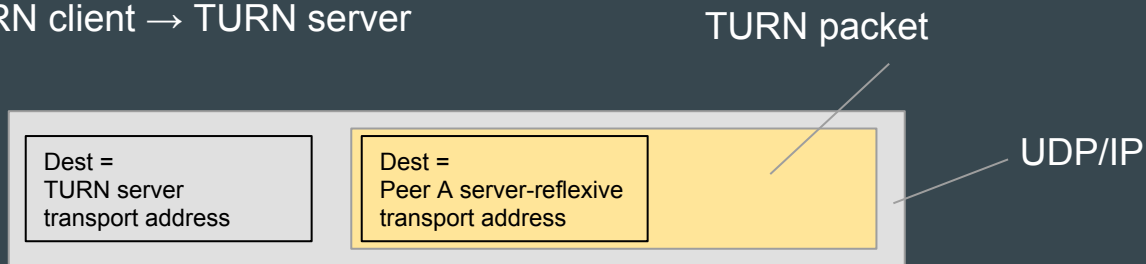 RN client → TURN server
TURN packet
Dest =
TURN server
transport address
Dest =
Peer A server-reflexive
transport address
UDP/IP